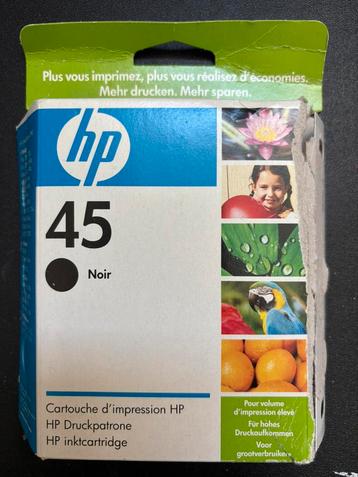 Plus vous imprimez, plus vous réalisez d'économies.
Mehr drucken. Mehr sparen.
hp
45
Noir
Cartouche d'impression HP
HP Druckpatrone
HP inktcartridge
Pour volume
d'impression élevé
Für hohes
Druckaufkommen
Voor
grootverbruikers